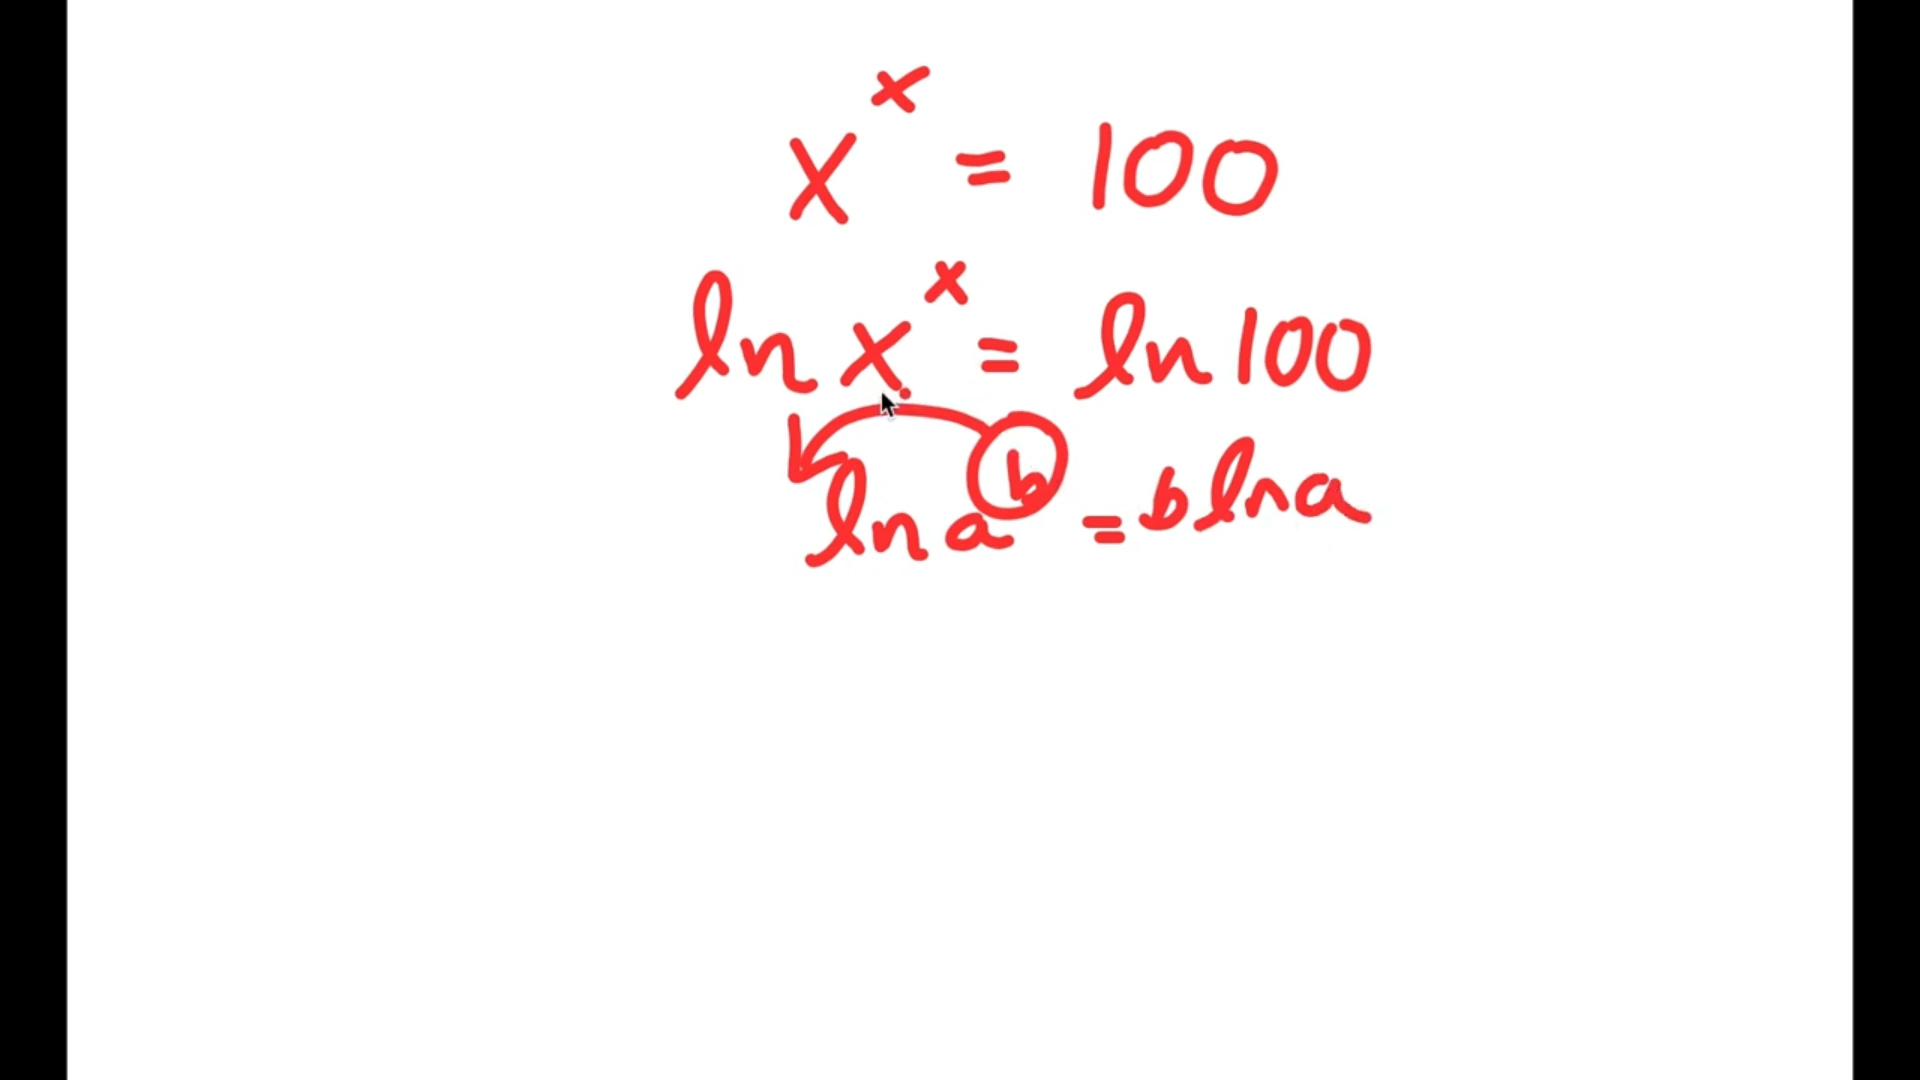 x^x = 100
ln x^x = ln 100
ln a^b = b ln a